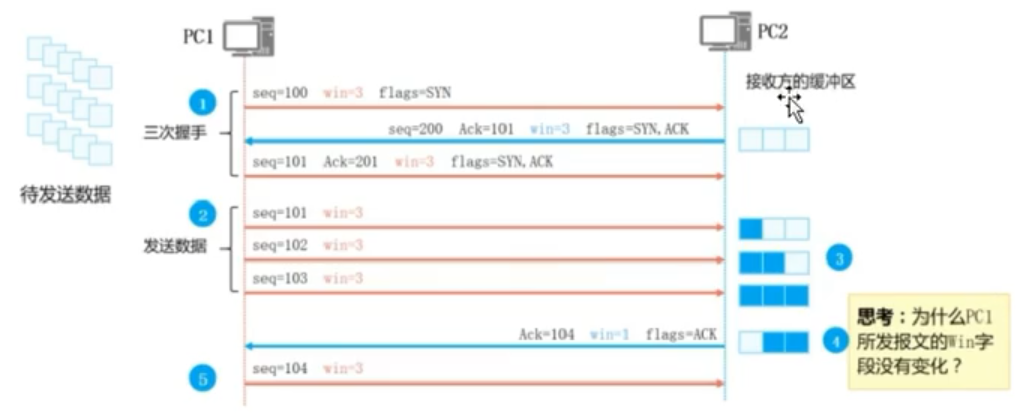 PC1
PC2
接收方的缓冲区
seq=100 win=3 flags=SYN
1
三次握手
seq=200 Ack=101 win=3 flags=SYN,ACK
seq=101 Ack=201 win=3 flags=SYN,ACK
待发送数据
2
发送数据
seq=101 win=3
seq=102 win=3
3
seq=103 win=3
Ack=104 win=1 flags=ACK
4
思考：为什么PC1
所发报文的Win字
段没有变化？
5
seq=104 win=3